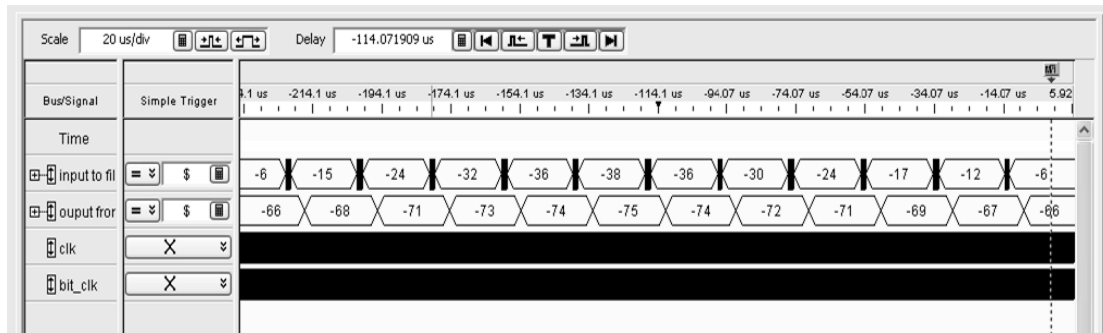 Scale 20 us/div Delay -114.071909 us T
Bus/Signal Simple Trigger 4.1 us -214.1 us -194.1 us -174.1 us -154.1 us -134.1 us -114.1 us -94.07 us -74.07 us -54.07 us -34.07 us -14.07 us 5.92
Time
input to fil = $ -6 -15 -24 -32 -36 -38 -36 -30 -24 -17 -12 -6
ouput fror = $ -66 -68 -71 -73 -74 -75 -74 -72 -71 -69 -67 -66
clk X
bit_clk X